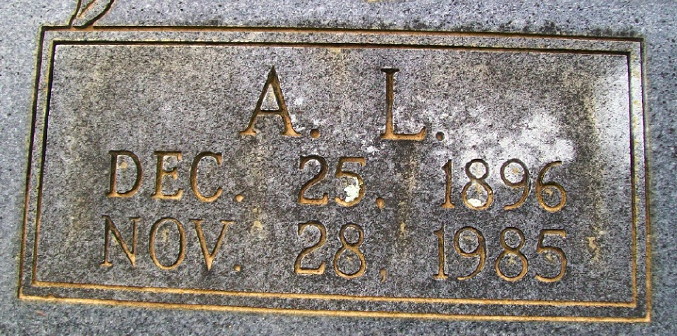 A. L.
DEC. 25, 1896
NOV. 28, 1985